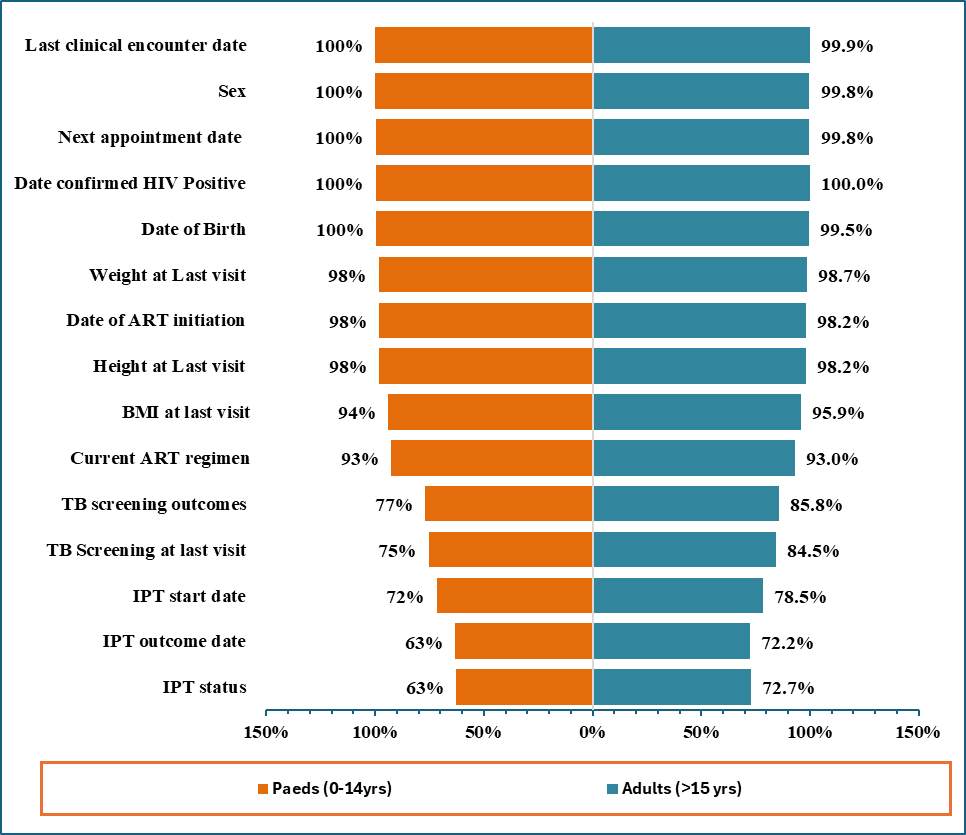 Last clinical encounter date 100% 99.9%
Sex 100% 99.8%
Next appointment date 100% 99.8%
Date confirmed HIV Positive 100% 100.0%
Date of Birth 100% 99.5%
Weight at Last visit 98% 98.7%
Date of ART initiation 98% 98.2%
Height at Last visit 98% 98.2%
BMI at last visit 94% 95.9%
Current ART regimen 93% 93.0%
TB screening outcomes 77% 85.8%
TB Screening at last visit 75% 84.5%
IPT start date 72% 78.5%
IPT outcome date 63% 72.2%
IPT status 63% 72.7%
150% 100% 50% 0% 50% 100% 150%
Paeds (0-14yrs) Adults (>15 yrs)